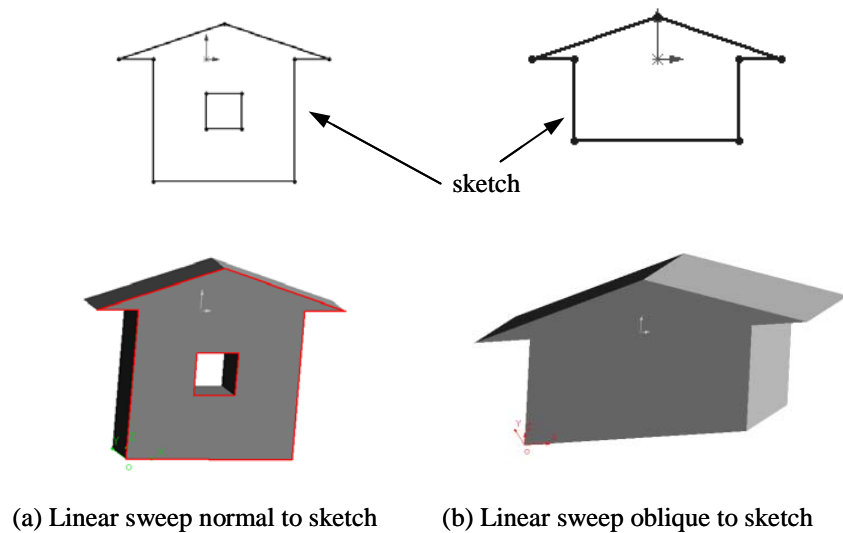 sketch
Y
O
Y
O
(a) Linear sweep normal to sketch
(b) Linear sweep oblique to sketch